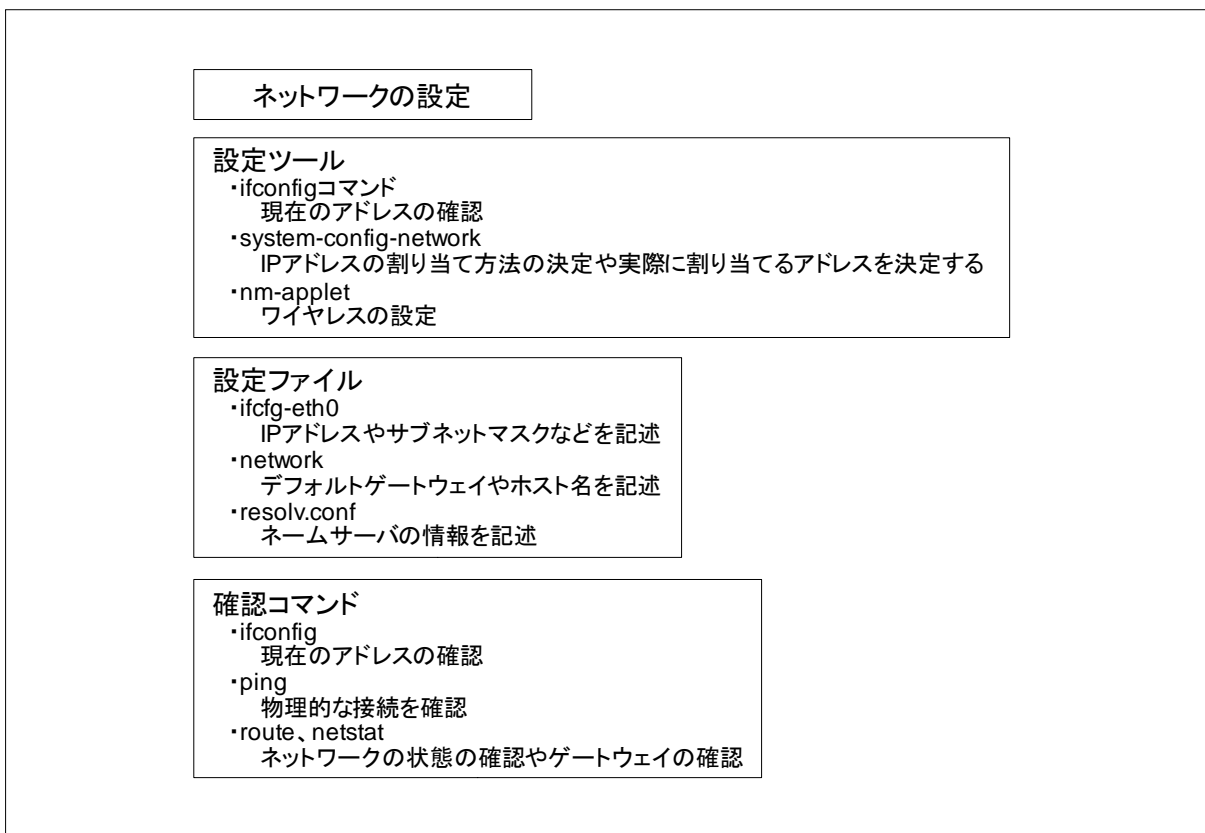 ネットワークの設定
設定ツール
・ifconfigコマンド
現在のアドレスの確認
・system-config-network
IPアドレスの割り当て方法の決定や実際に割り当てるアドレスを決定する
・nm-applet
ワイヤレスの設定
設定ファイル
・ifcfg-eth0
IPアドレスやサブネットマスクなどを記述
・network
デフォルトゲートウェイやホスト名を記述
・resolv.conf
ネームサーバの情報を記述
確認コマンド
・ifconfig
現在のアドレスの確認
・ping
物理的な接続を確認
・route、netstat
ネットワークの状態の確認やゲートウェイの確認